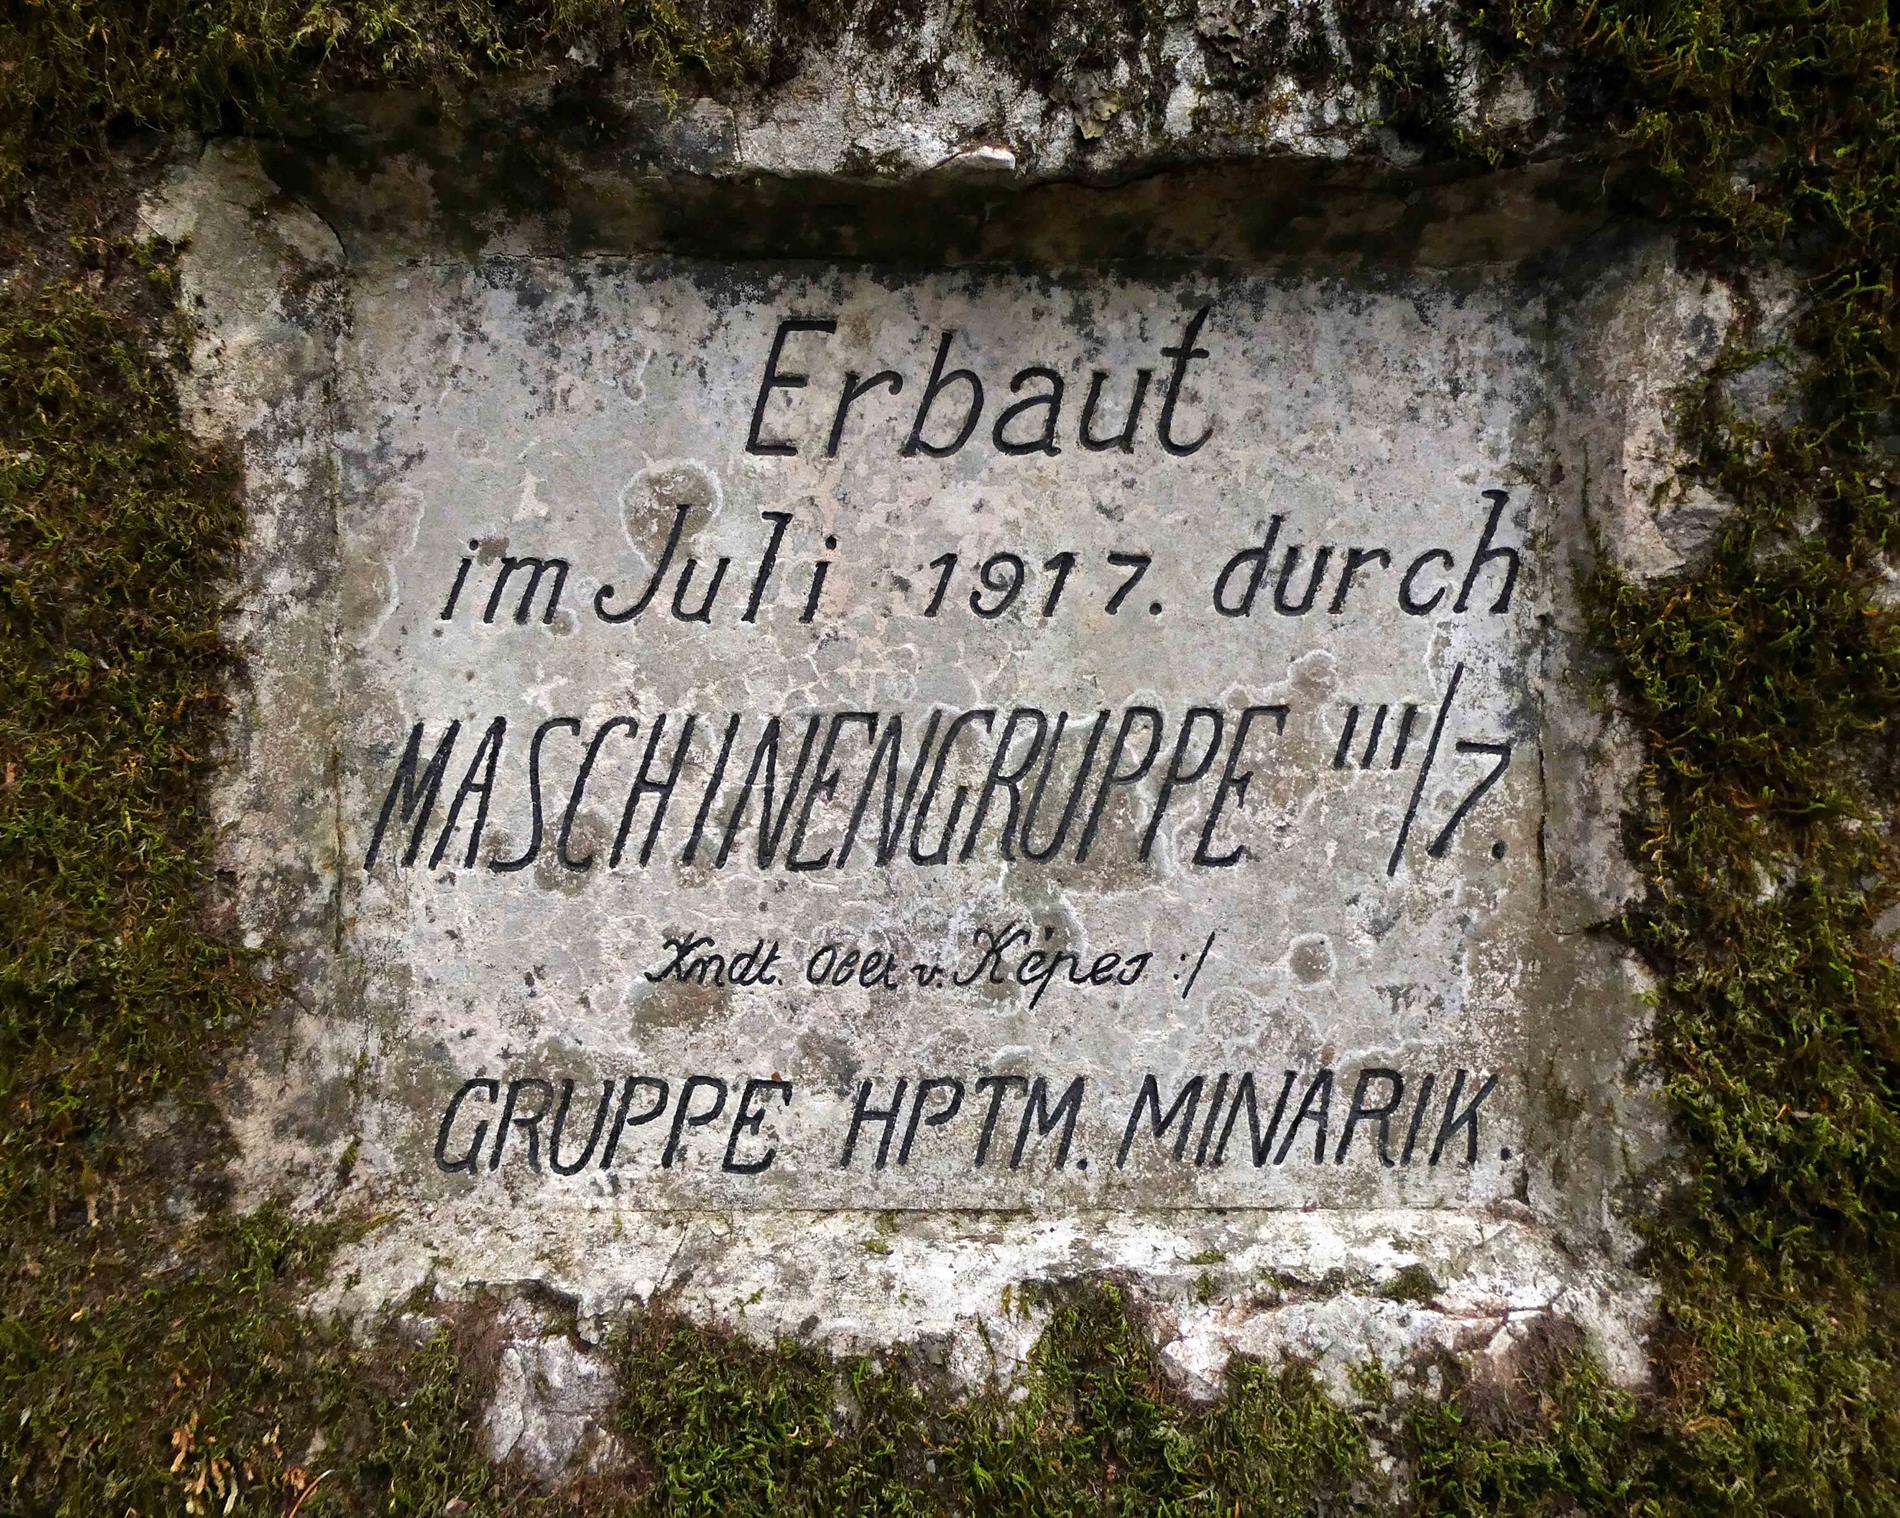 Erbaut
im Juli 1917. durch
MASCHINENGRUPPE III/7.
Kmdt. Oblt v. Képes :/
GRUPPE HPTM. MINARIK.